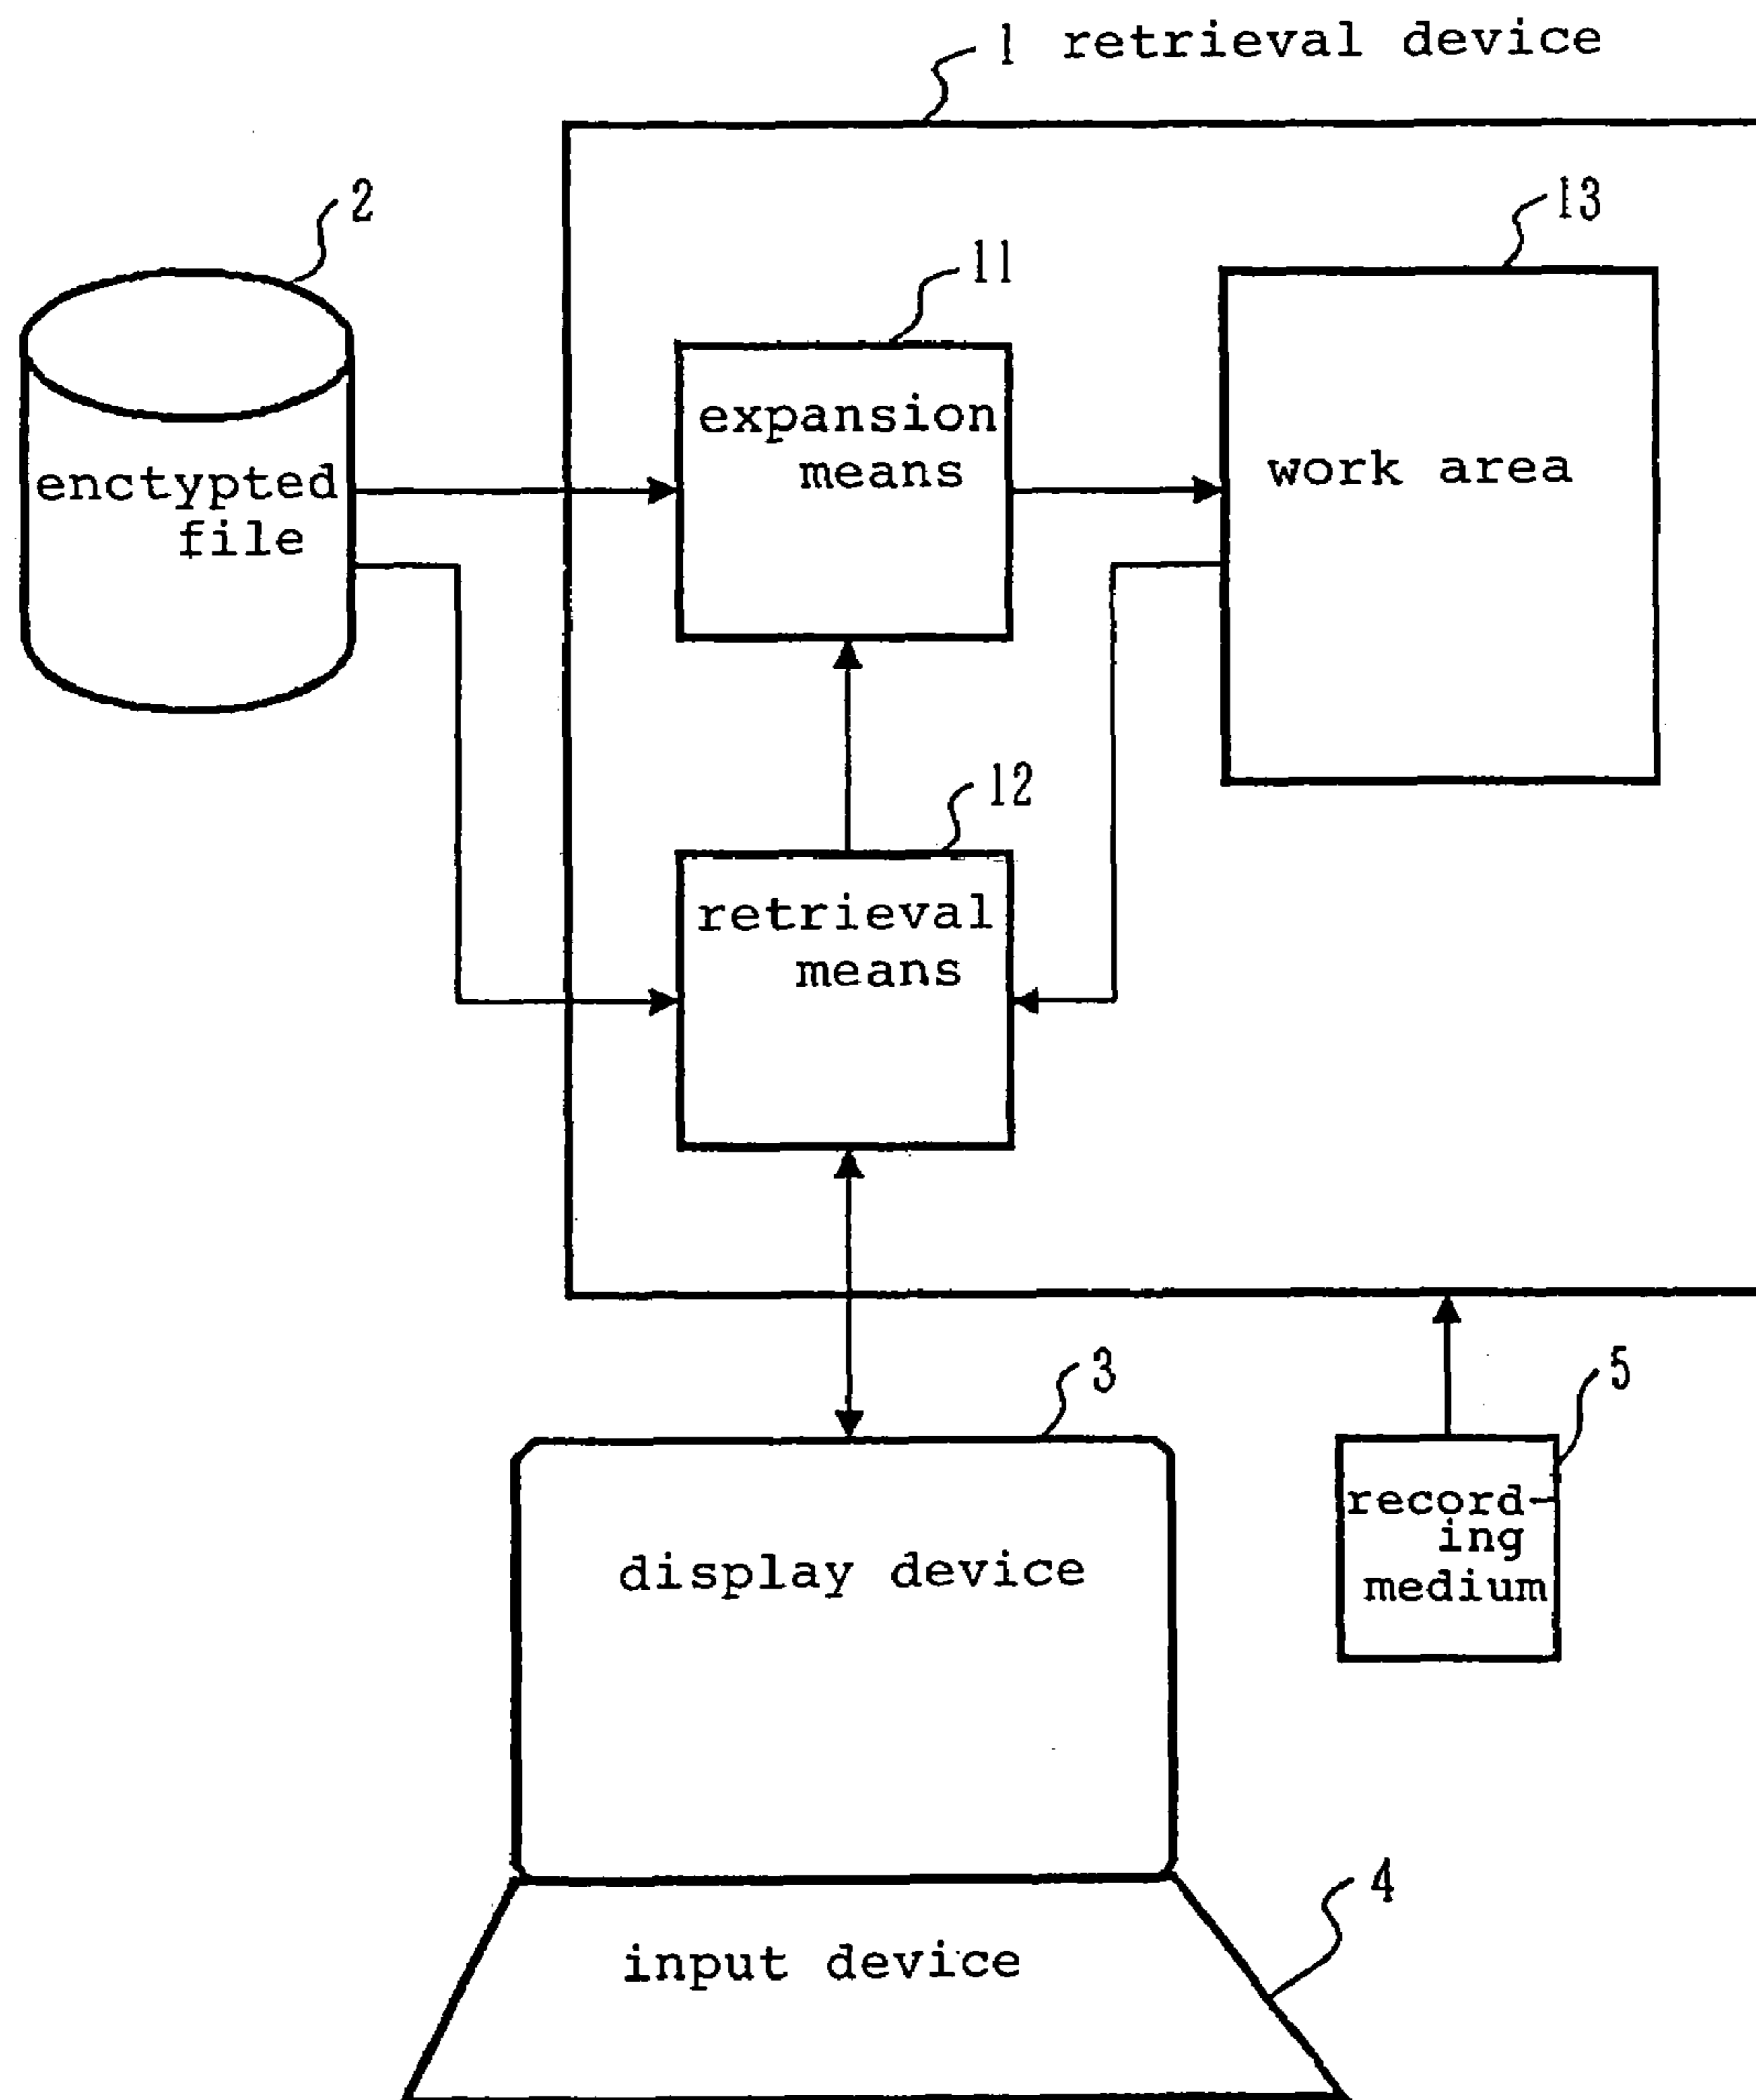 1 retrieval device
2
13
11
expansion
means
work area
enctypted
file
12
retrieval
means
3
5
record-
ing
medium
display device
4
input device